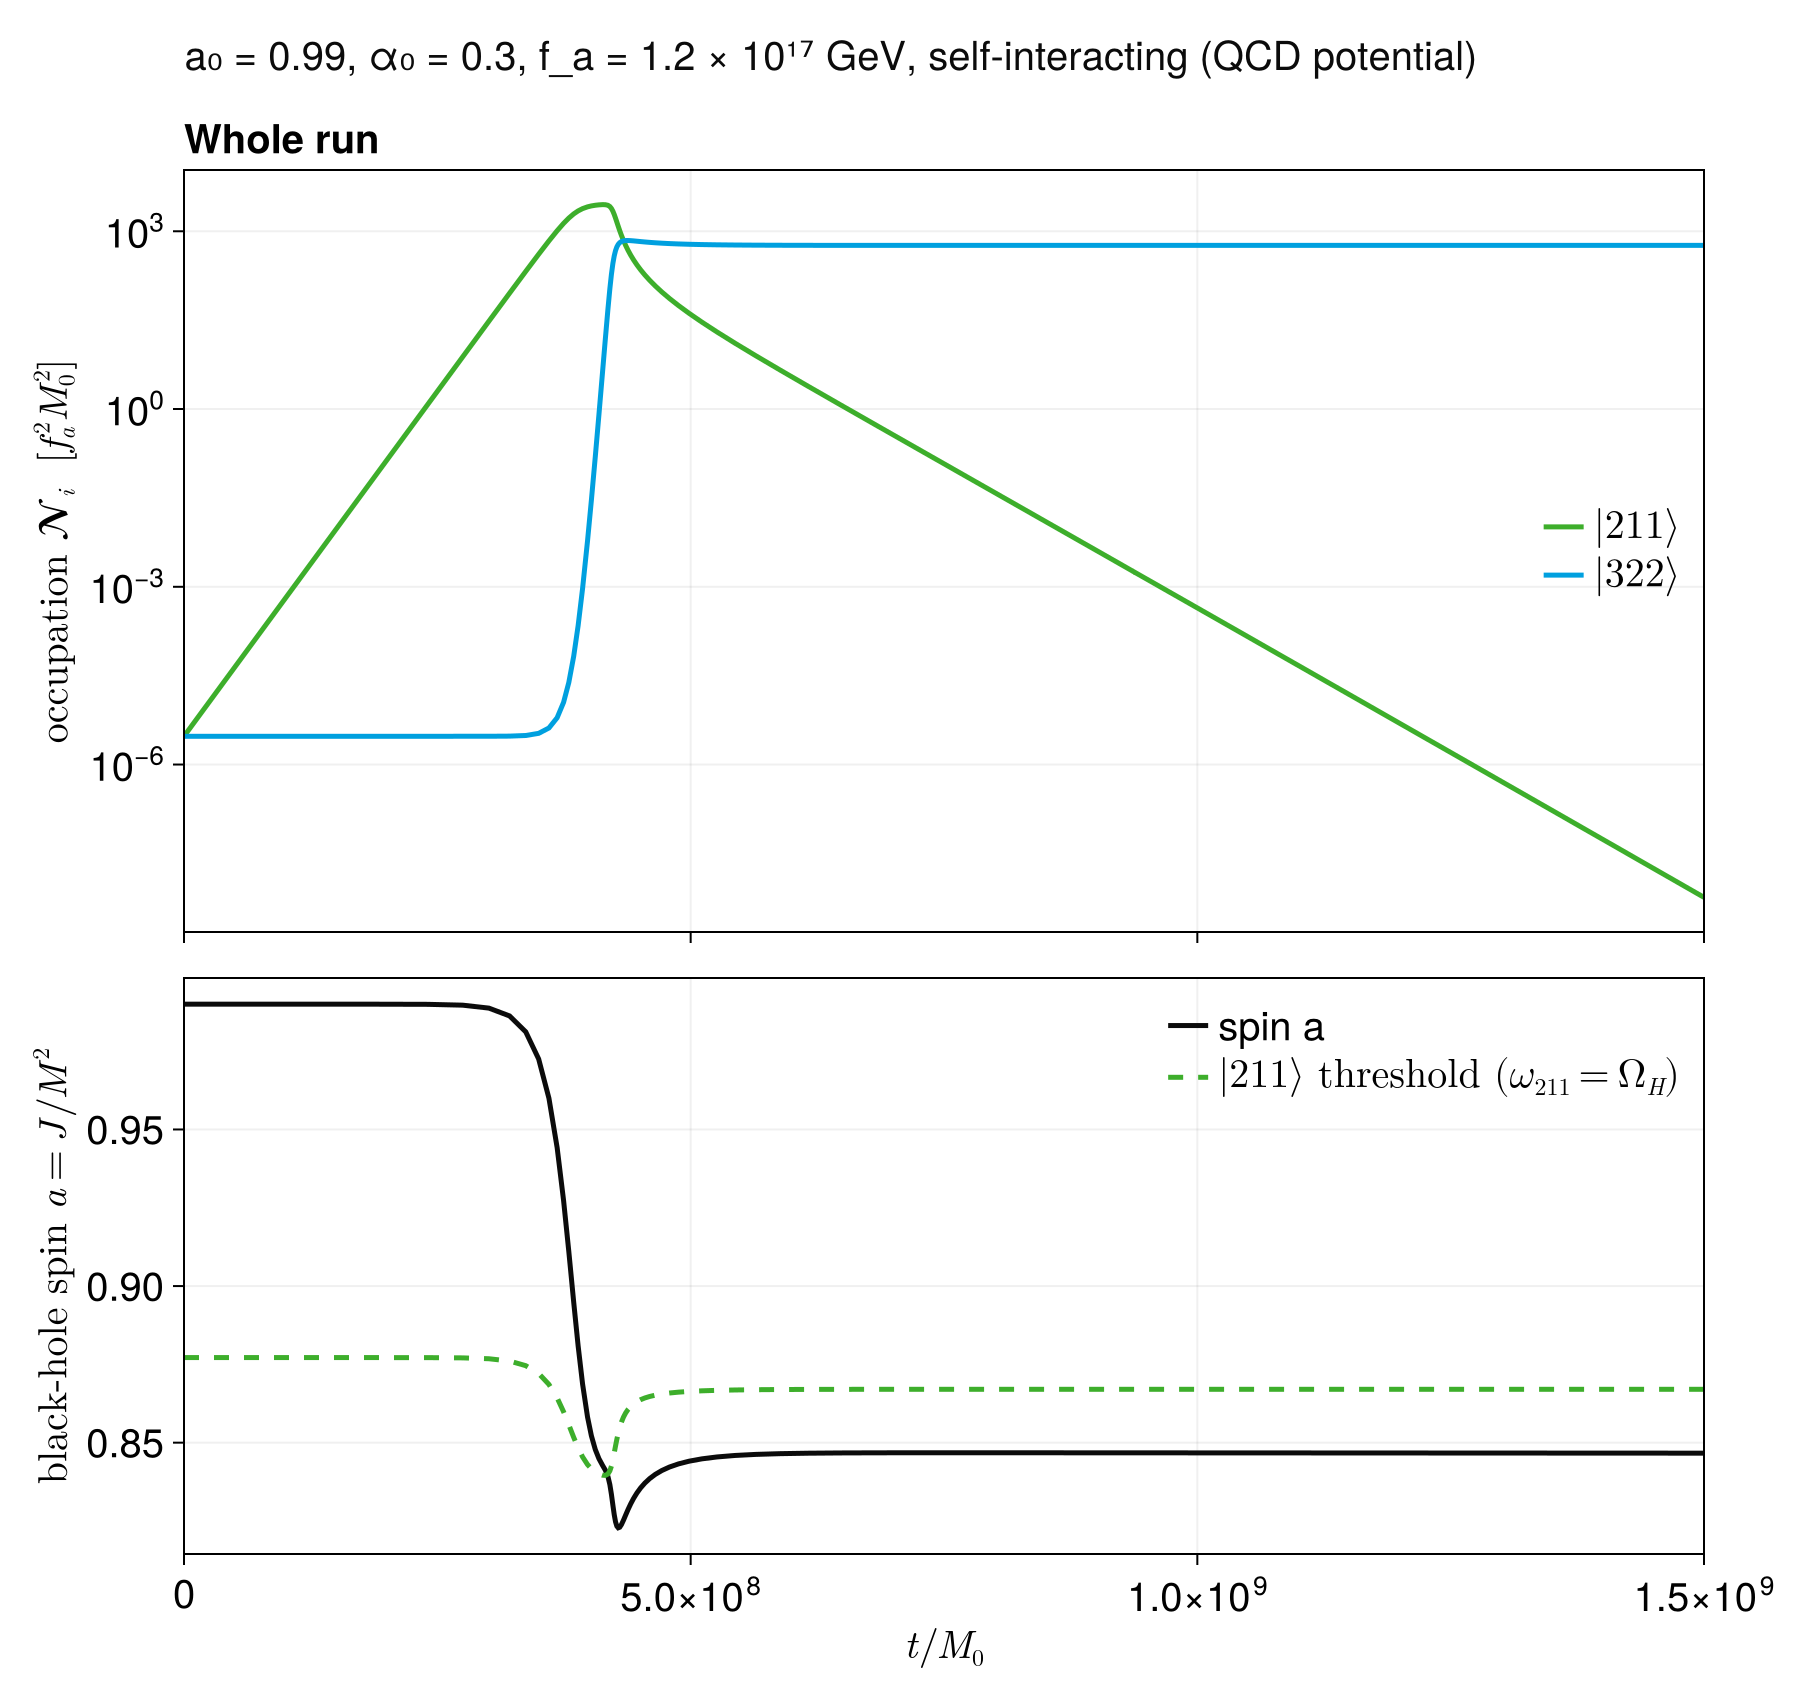 a₀ = 0.99, α₀ = 0.3, f_a = 1.2 × 10¹⁷ GeV, self-interacting (QCD potential)
Whole run
occupation 𝓝ᵢ [f_a²M₀²]
10³
10⁰
10⁻³
10⁻⁶
|211⟩
|322⟩
black-hole spin a = J/M²
0.95
0.90
0.85
spin a
|211⟩ threshold (ω₂₁₁ = Ω_H)
0
5.0×10⁸
1.0×10⁹
1.5×10⁹
t/M₀